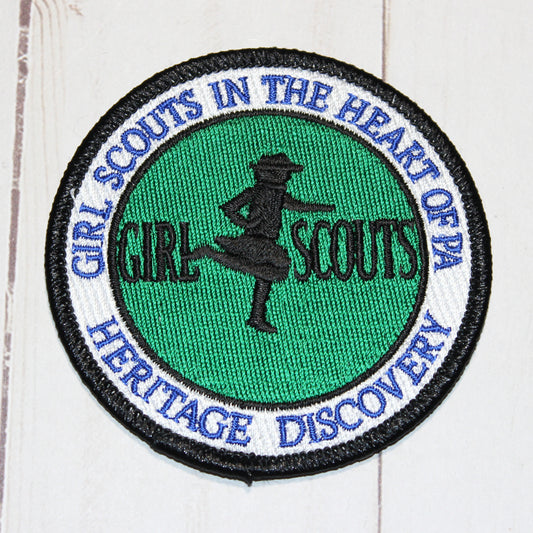 GIRL SCOUTS IN THE HEART OF PA
GIRL SCOUTS
HERITAGE DISCOVERY